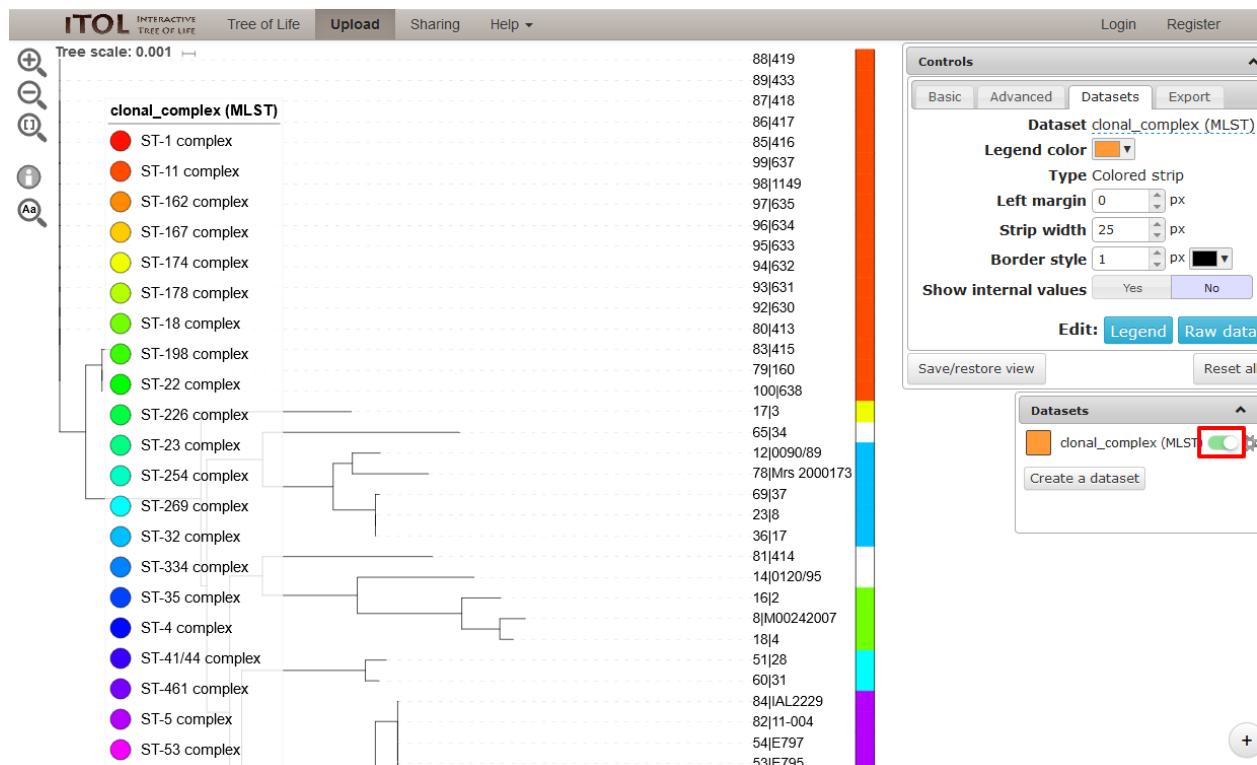 iTOL INTERACTIVE TREE OF LIFE Tree of Life Upload Sharing Help Login Register
Tree scale: 0.001
clonal_complex (MLST)
ST-1 complex
ST-11 complex
ST-162 complex
ST-167 complex
ST-174 complex
ST-178 complex
ST-18 complex
ST-198 complex
ST-22 complex
ST-226 complex
ST-23 complex
ST-254 complex
ST-269 complex
ST-32 complex
ST-334 complex
ST-35 complex
ST-4 complex
ST-41/44 complex
ST-461 complex
ST-5 complex
ST-53 complex
Aa
88|419
89|433
87|418
86|417
85|416
99|637
98|1149
97|635
96|634
95|633
94|632
93|631
92|630
80|413
83|415
79|160
100|638
17|3
65|34
12|0090/89
78|Mrs 2000173
69|37
23|8
36|17
81|414
14|0120/95
16|2
8|M00242007
18|4
51|28
60|31
84|IAL2229
82|11-004
54|E797
53|E795
Controls
Basic Advanced Datasets Export
Dataset clonal_complex (MLST)
Legend color
Type Colored strip
Left margin 0 px
Strip width 25 px
Border style 1 px
Show internal values Yes No
Edit: Legend Raw data
Save/restore view Reset all
Datasets
clonal_complex (MLST)
Create a dataset
+